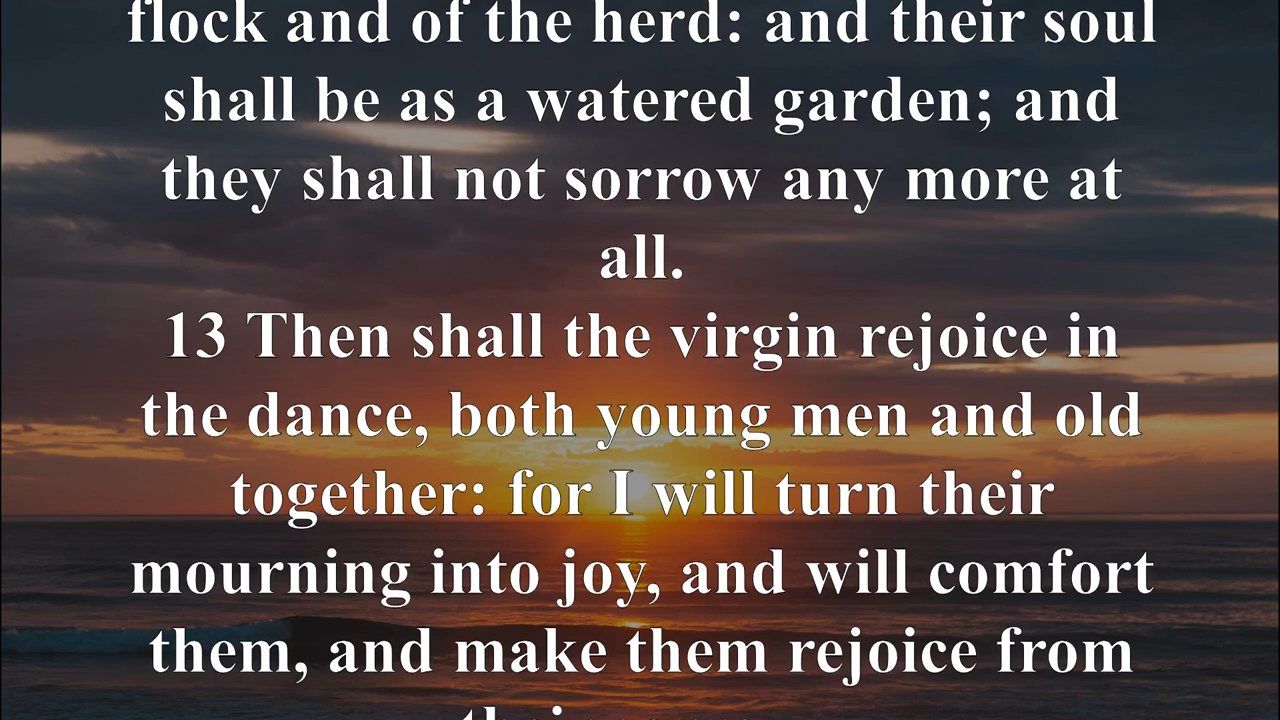 flock and of the herd: and their soul
shall be as a watered garden; and
they shall not sorrow any more at
all.
13 Then shall the virgin rejoice in
the dance, both young men and old
together: for I will turn their
mourning into joy, and will comfort
them, and make them rejoice from